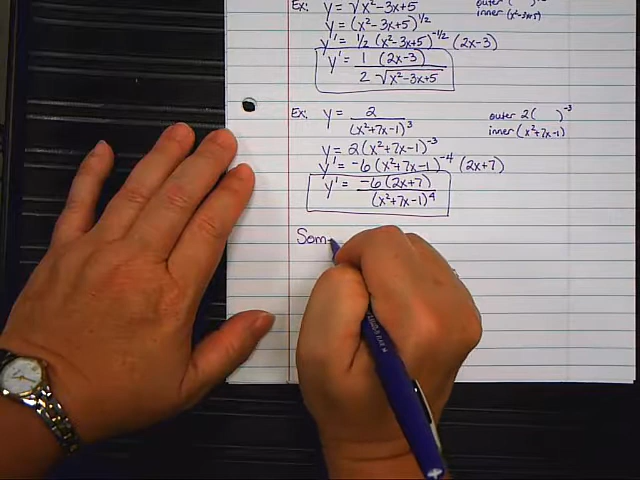 Ex: y = √x²-3x+5 outer ( )
y = (x²-3x+5)^1/2 inner (x²-3x+5)
y' = 1/2 (x²-3x+5)^-1/2 (2x-3)
y' = 1 (2x-3)
2 √x²-3x+5
Ex: y = 2 outer 2( )^-3
(x²+7x-1)³ inner (x²+7x-1)
y = 2(x²+7x-1)^-3
y' = -6(x²+7x-1)^-4 (2x+7)
y' = -6(2x+7)
(x²+7x-1)^4
Som